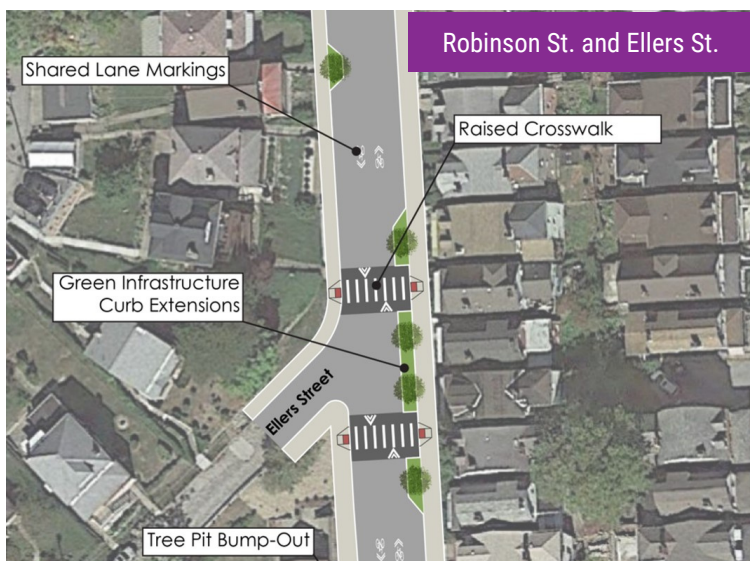 Robinson St. and Ellers St.
Shared Lane Markings
Raised Crosswalk
Green Infrastructure
Curb Extensions
Ellers Street
Tree Pit Bump-Out